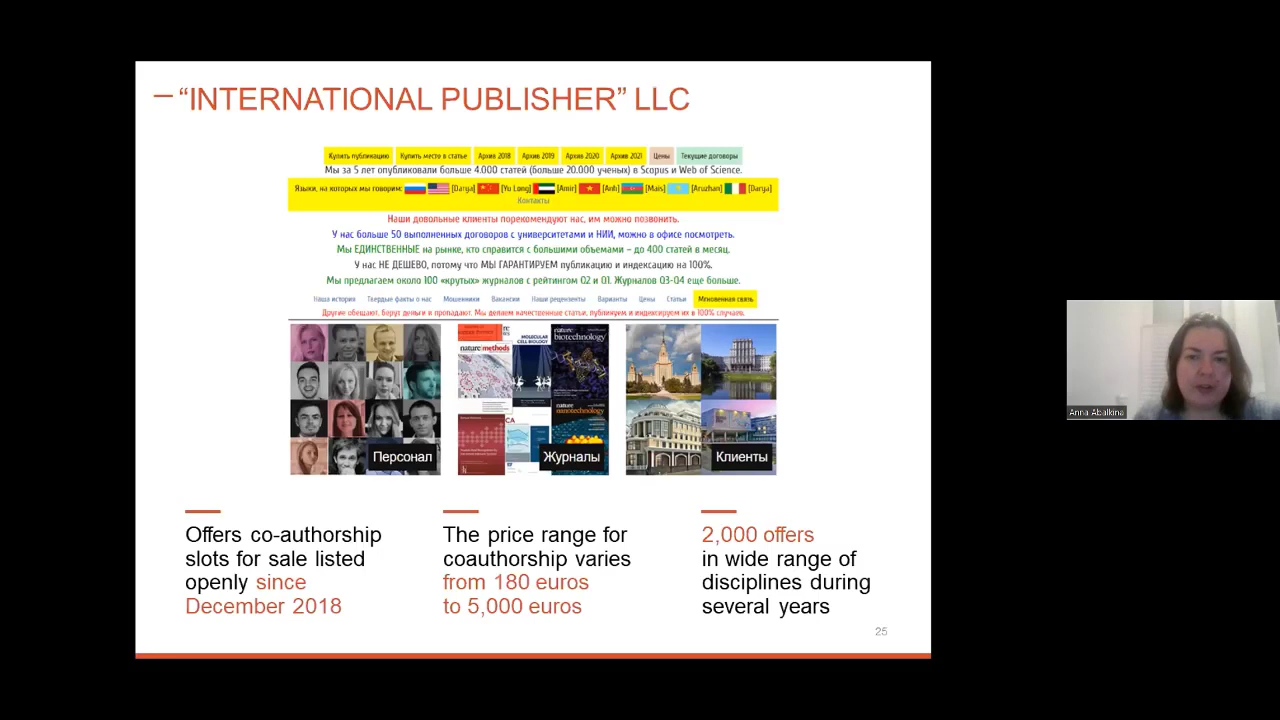 “INTERNATIONAL PUBLISHER” LLC
Купить публикацию Купить место в статье Архив 2018 Архив 2019 Архив 2020 Архив 2021 Цены Текущие договоры
Мы за 5 лет опубликовали больше 4.000 статей (больше 20.000 ученых) в Scopus и Web of Science.
Языки, на которых мы говорим: [Darya] [Yu Long] [Amir] [Anh] [Mais] [Aruzhan] [Darya]
Контакты
Наши довольные клиенты порекомендуют нас, им можно позвонить.
У нас больше 50 выполненных договоров с университетами и НИИ, можно в офисе посмотреть.
Мы ЕДИНСТВЕННЫЕ на рынке, кто справится с большими объемами – до 400 статей в месяц.
У нас НЕ ДЕШЕВО, потому что МЫ ГАРАНТИРУЕМ публикацию и индексацию на 100%.
Мы предлагаем около 100 «крутых» журналов с рейтингом Q2 и Q1. Журналов Q3-Q4 еще больше.
Наша история Твердые факты о нас Мошенники Вакансии Наши рецензенты Варианты Цены Статьи Мгновенная связь
Другие обещают, берут деньги и пропадают. Мы делаем качественные статьи, публикуем и индексируем их в 100% случаев.
nature methods
MOLECULAR
CELL BIOLOGY
nature
biotechnology
nature
nanotechnology
Персонал
Журналы
Клиенты
Offers co-authorship
slots for sale listed
openly since
December 2018
The price range for
coauthorship varies
from 180 euros
to 5,000 euros
2,000 offers
in wide range of
disciplines during
several years
25
Anna Abalkina